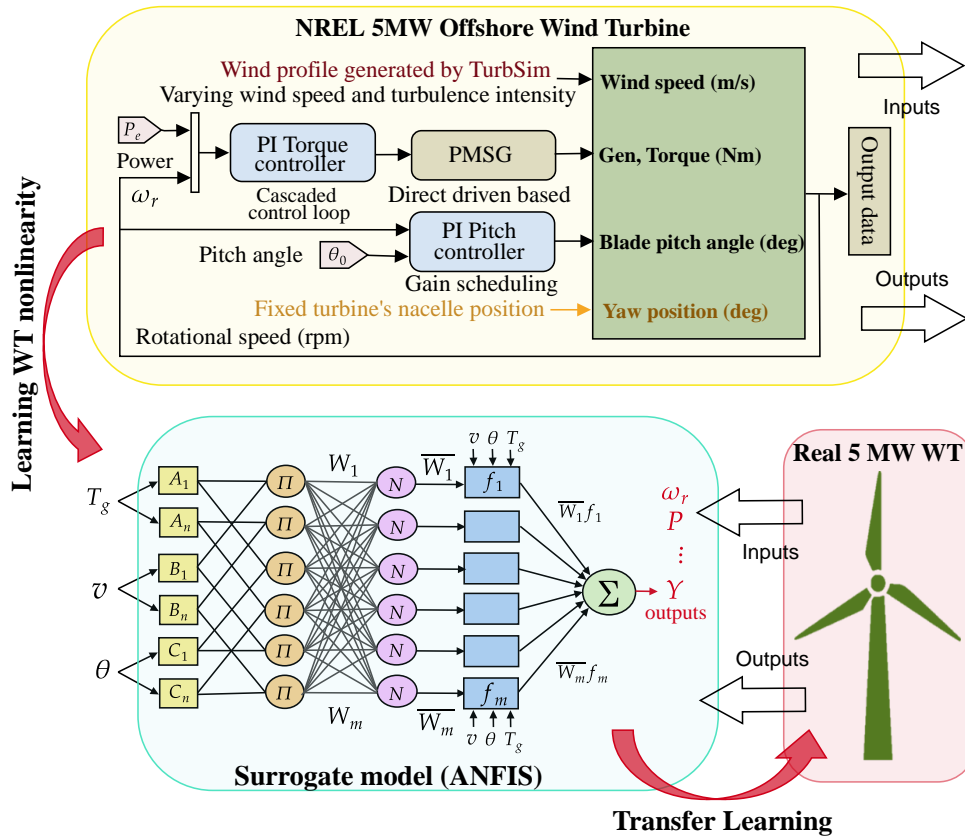 NREL 5MW Offshore Wind Turbine
Wind profile generated by TurbSim
Varying wind speed and turbulence intensity
Wind speed (m/s)
Inputs
P_e
Power
ω_r
PI Torque
controller
Cascaded
control loop
PMSG
Direct driven based
Gen, Torque (Nm)
Output data
Pitch angle
θ_0
PI Pitch
controller
Gain scheduling
Blade pitch angle (deg)
Outputs
Fixed turbine's nacelle position
Yaw position (deg)
Rotational speed (rpm)
Learning WT nonlinearity
T_g
v
θ
A_1
A_n
B_1
B_n
C_1
C_n
Π
Π
Π
Π
Π
Π
W_1
W_m
N
N
N
N
N
N
W̅_1
W̅_m
v θ T_g
f_1
f_m
v θ T_g
W̅_1 f_1
W̅_m f_m
Σ
ω_r
P
⋮
Y
outputs
Inputs
Outputs
Real 5 MW WT
Surrogate model (ANFIS)
Transfer Learning